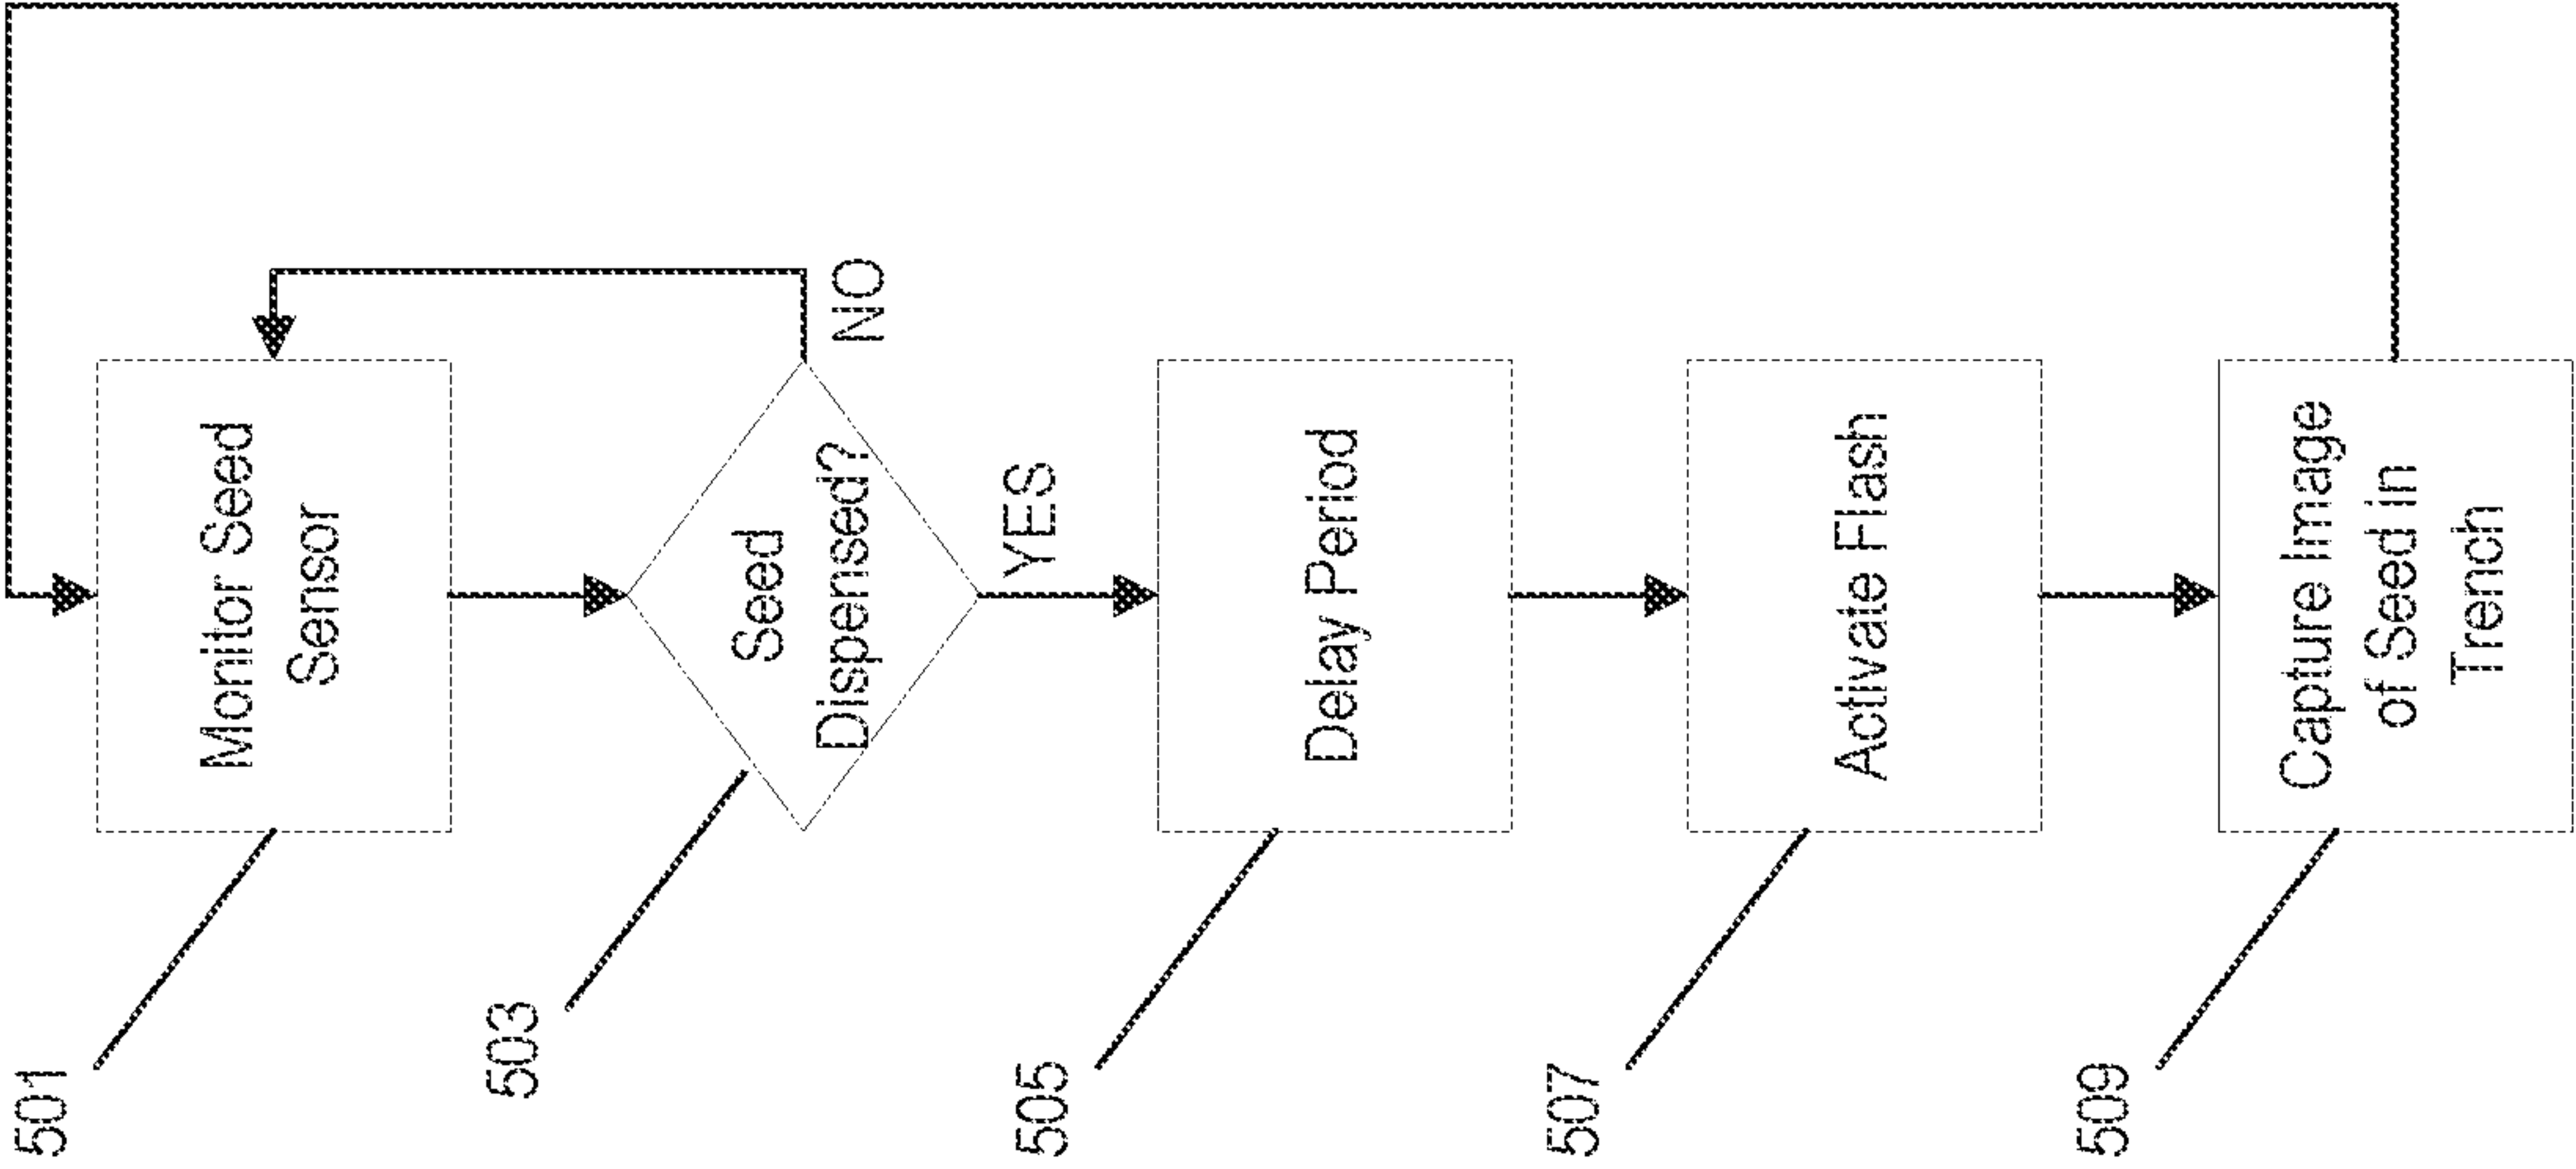 501
Monitor Seed
Sensor
503
Seed
Dispensed?
NO
YES
505
Delay Period
507
Activate Flash
509
Capture Image
of Seed in
Trench